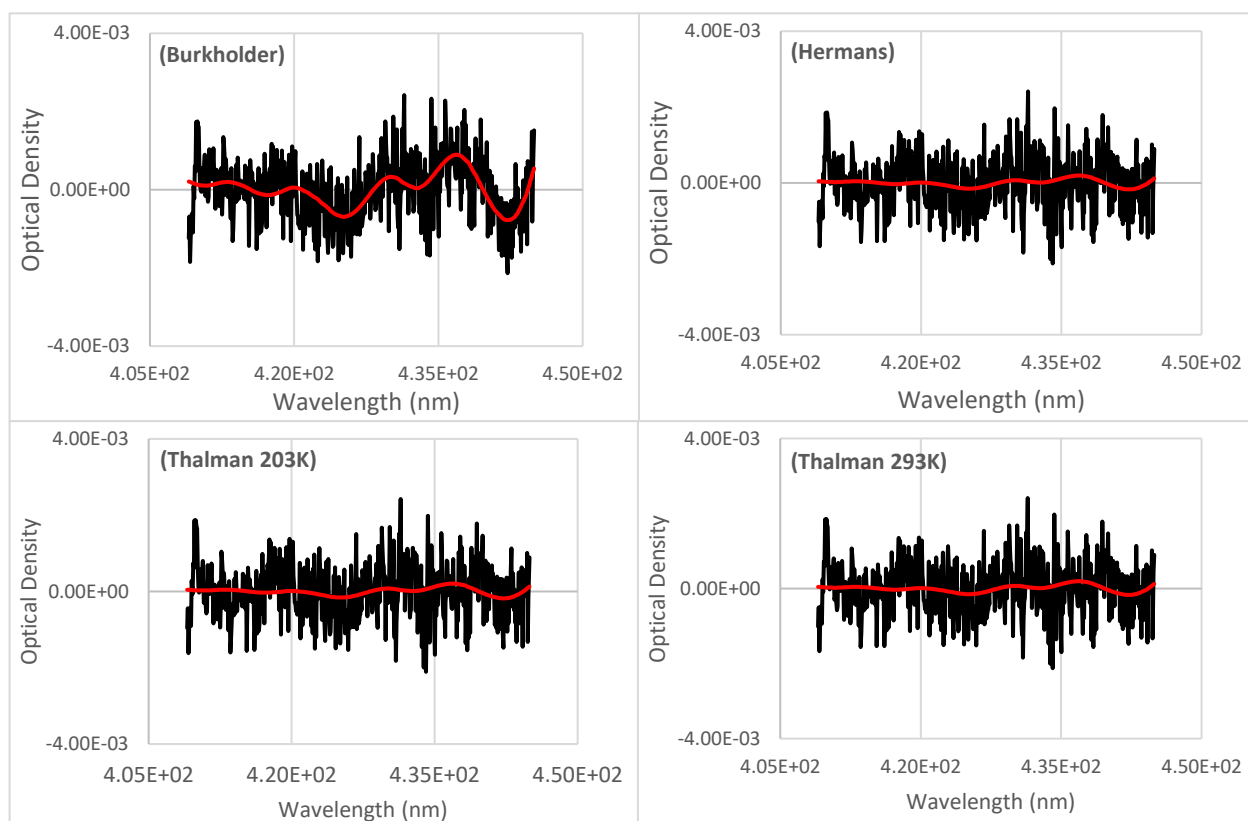 4.00E-03
(Burkholder)
Optical Density
0.00E+00
-4.00E-03
4.05E+02 4.20E+02 4.35E+02 4.50E+02
Wavelength (nm)
4.00E-03
(Hermans)
Optical Density
0.00E+00
-4.00E-03
4.05E+02 4.20E+02 4.35E+02 4.50E+02
Wavelength (nm)
4.00E-03
(Thalman 203K)
Optical Density
0.00E+00
-4.00E-03
4.05E+02 4.20E+02 4.35E+02 4.50E+02
Wavelength (nm)
4.00E-03
(Thalman 293K)
Optical Density
0.00E+00
-4.00E-03
4.05E+02 4.20E+02 4.35E+02 4.50E+02
Wavelength (nm)